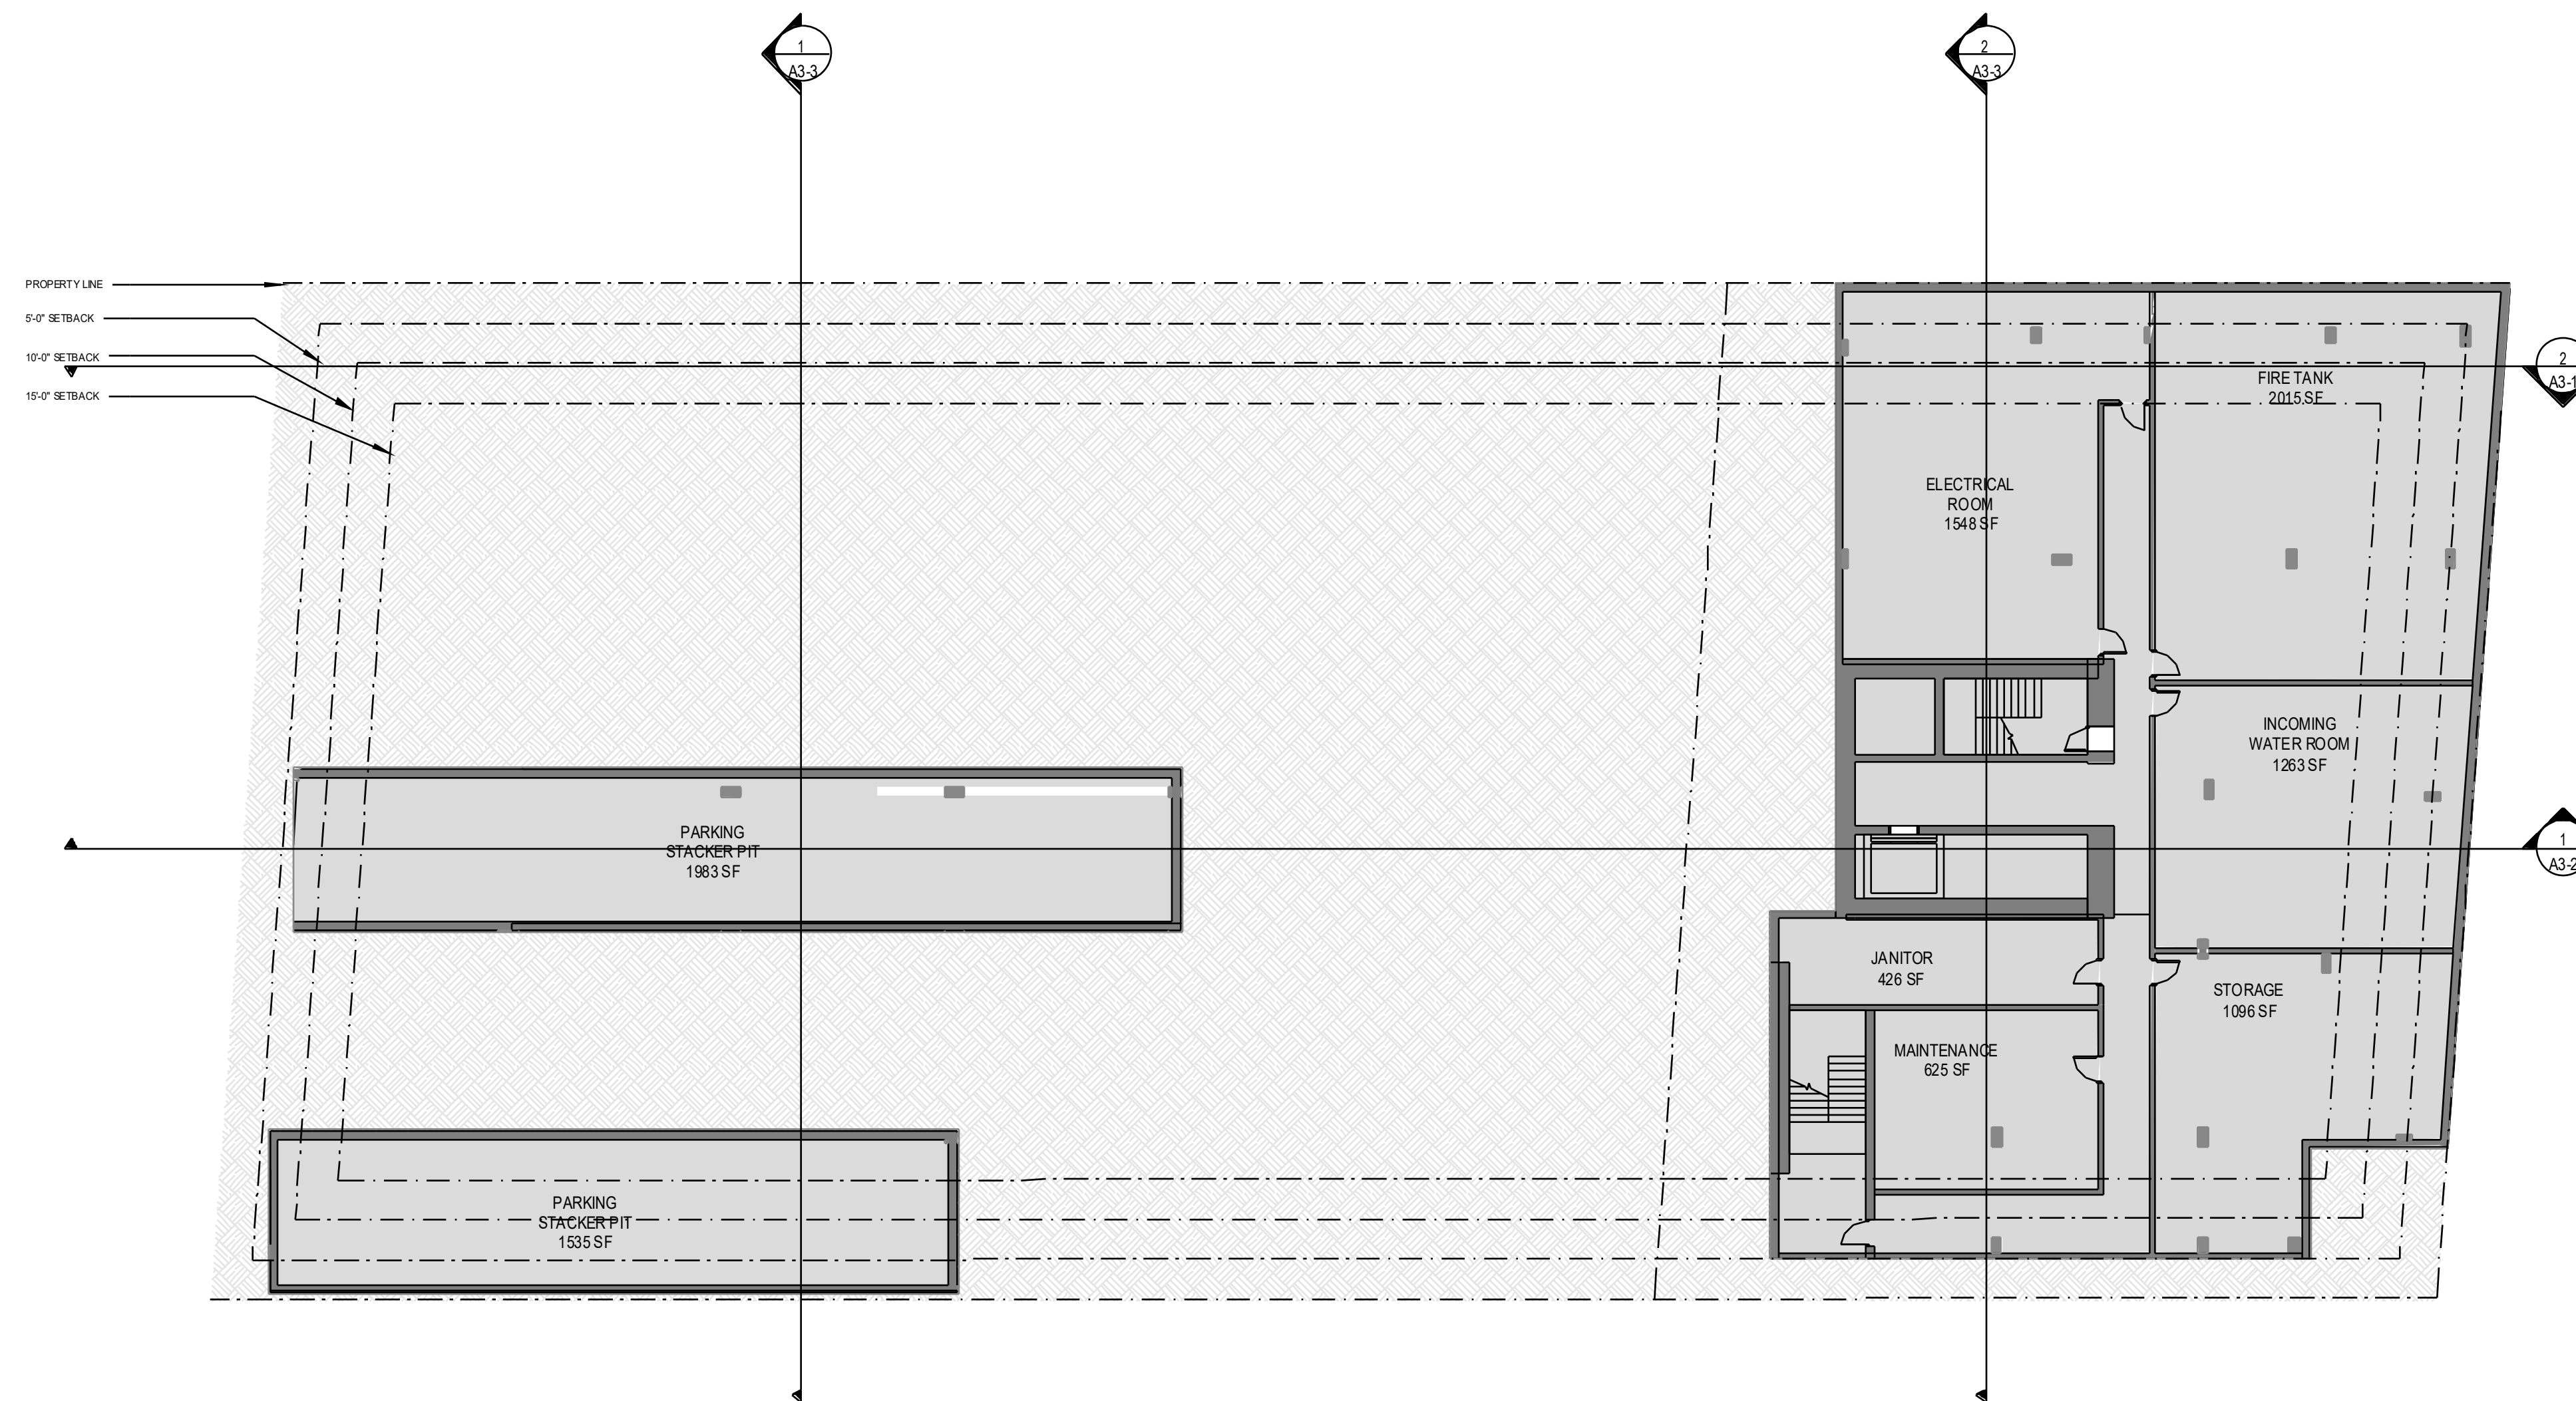 1
A3-3
2
A3-3
PROPERTY LINE
5'-0" SETBACK
10'-0" SETBACK
15'-0" SETBACK
2
A3-1
FIRE TANK
2015 SF
ELECTRICAL
ROOM
1548 SF
INCOMING
WATER ROOM
1263 SF
PARKING
STACKER PIT
1983 SF
1
A3-2
JANITOR
426 SF
STORAGE
1096 SF
MAINTENANCE
625 SF
PARKING
STACKER PIT
1535 SF